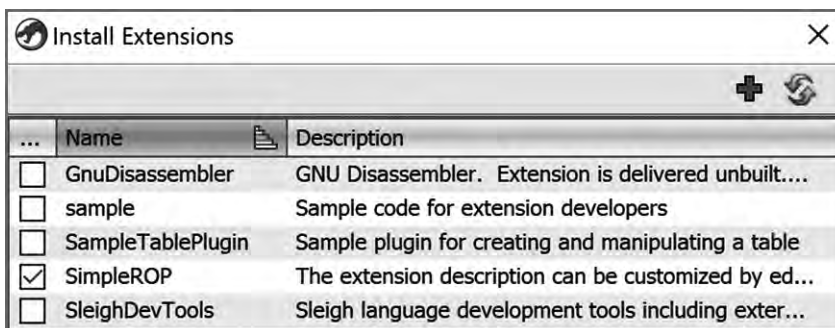 Install Extensions
... Name Description
GnuDisassembler GNU Disassembler. Extension is delivered unbuilt....
sample Sample code for extension developers
SampleTablePlugin Sample plugin for creating and manipulating a table
SimpleROP The extension description can be customized by ed...
SleighDevTools Sleigh language development tools including exter...